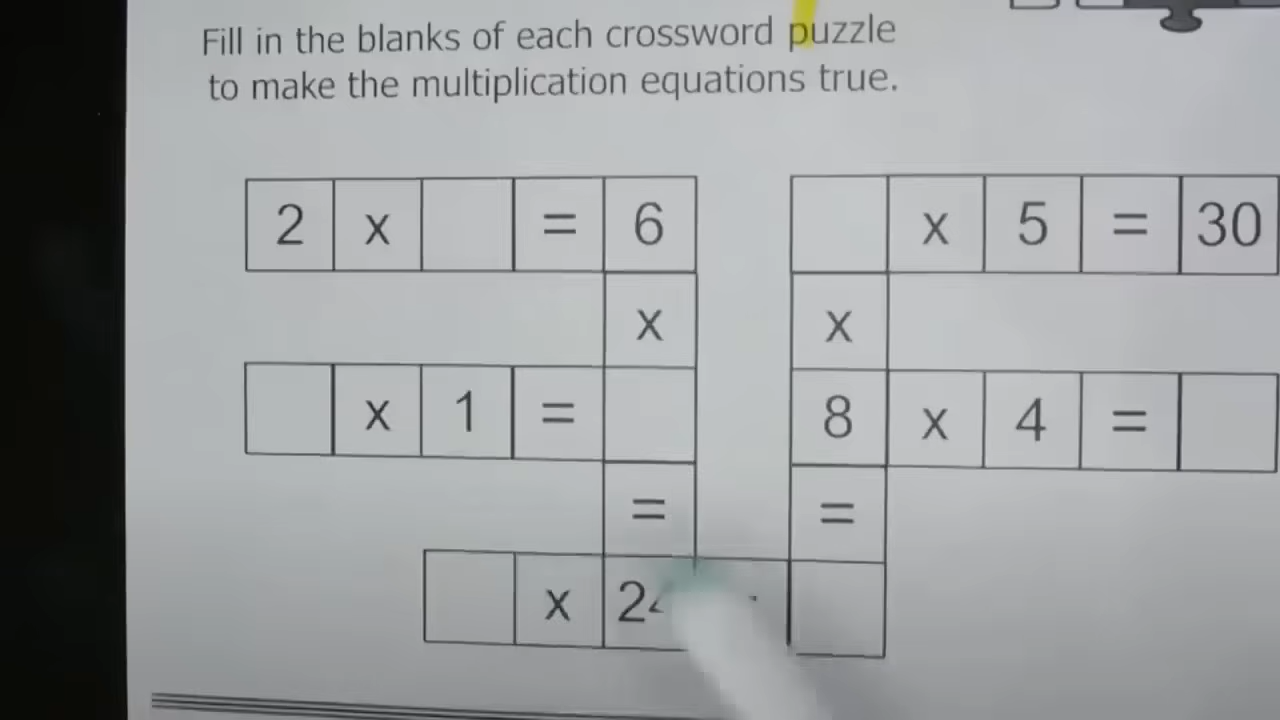 Fill in the blanks of each crossword puzzle
to make the multiplication equations true.
2 x = 6
x 5 = 30
x
x
x 1 =
8 x 4 =
=
=
x